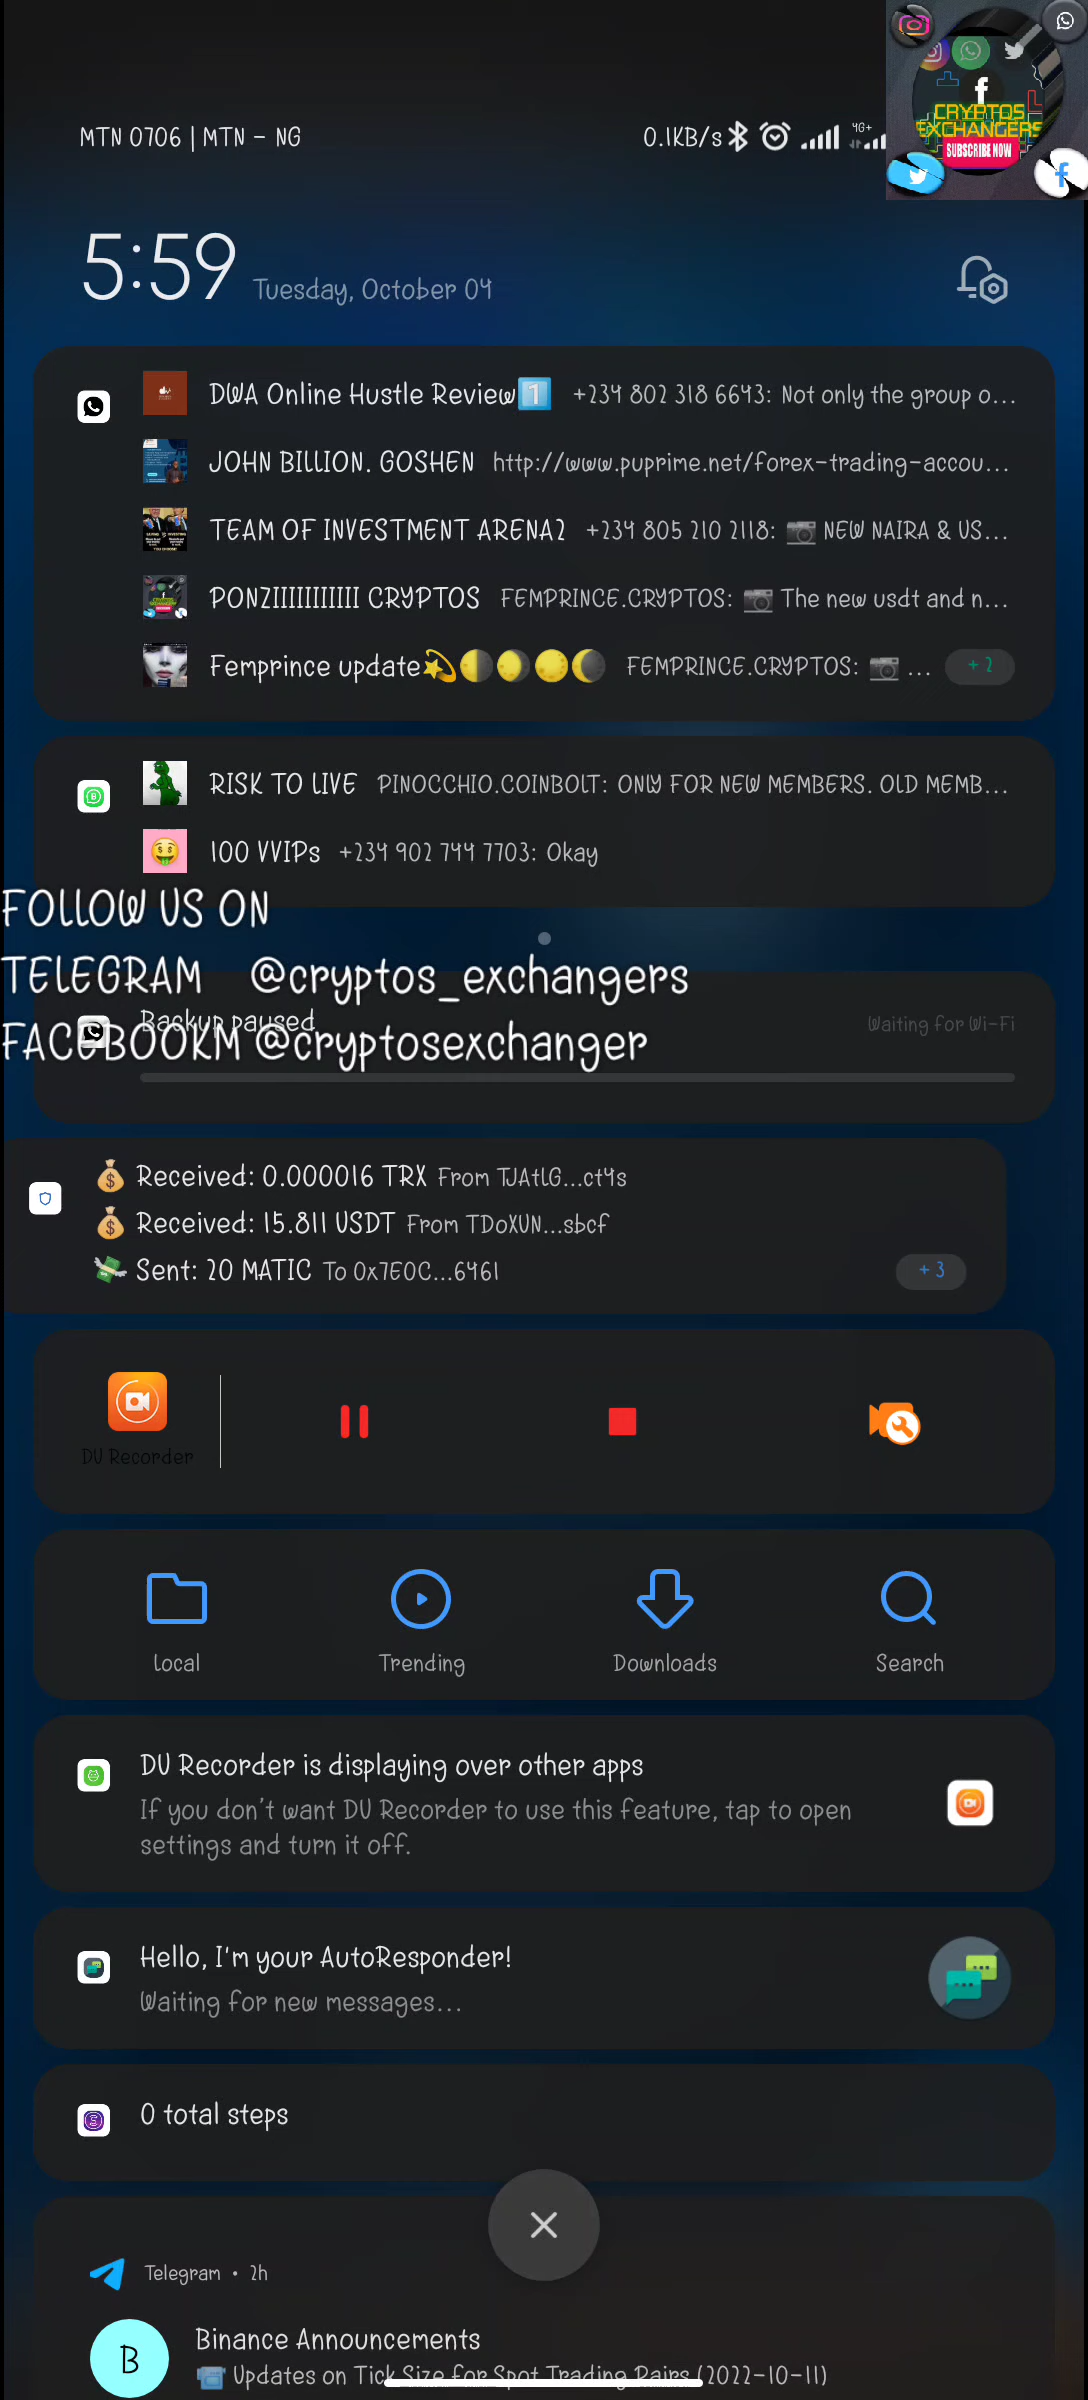 MTN 0706 | MTN - NG 0.1KB/s 4G+
CRYPTOS
EXCHANGERS
SUBSCRIBE NOW
5:59 Tuesday, October 04
DWA Online Hustle Review1️⃣ +234 802 318 6643: Not only the group o...
JOHN BILLION. GOSHEN http://www.puprime.net/forex-trading-accou...
TEAM OF INVESTMENT ARENA2 +234 805 210 2118: 📷 NEW NAIRA & US...
PONZIIIIIIIIIII CRYPTOS FEMPRINCE.CRYPTOS: 📷 The new usdt and n...
Femprince update💫🌓🌔🌕🌘 FEMPRINCE.CRYPTOS: 📷 ... + 2
RISK TO LIVE PINOCCHIO.COINBOLT: ONLY FOR NEW MEMBERS. OLD MEMB...
100 VVIPs +234 902 744 7703: Okay
FOLLOW US ON
TELEGRAM @cryptos_exchangers
Backup paused Waiting for Wi-Fi
FACEBOOKM @cryptosexchanger
💰 Received: 0.000016 TRX From TJAtLG...ct4s
💰 Received: 15.811 USDT From TDoXUN...sbcf
💸 Sent: 20 MATIC To 0x7E0C...6461 + 3
DU Recorder
Local Trending Downloads Search
DU Recorder is displaying over other apps
If you don't want DU Recorder to use this feature, tap to open
settings and turn it off.
Hello, I'm your AutoResponder!
Waiting for new messages...
0 total steps
Telegram • 2h
B Binance Announcements
📹 Updates on Tick Size for Spot Trading Pairs (2022-10-11)